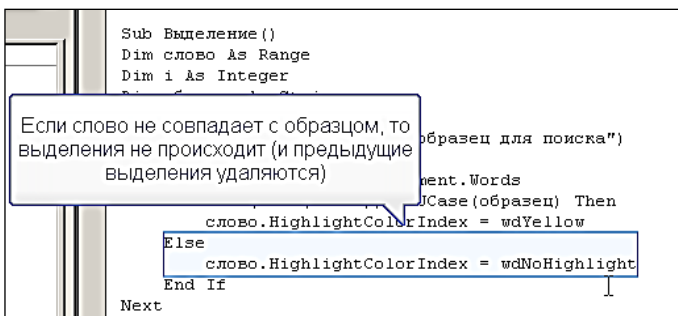 Sub Выделение()
Dim слово As Range
Dim i As Integer
Если слово не совпадает с образцом, то
выделения не происходит (и предыдущие
выделения удаляются)
образец для поиска")
ment.Words
UCase(образец) Then
слово.HighlightColorIndex = wdYellow
Else
слово.HighlightColorIndex = wdNoHighlight
End If
Next